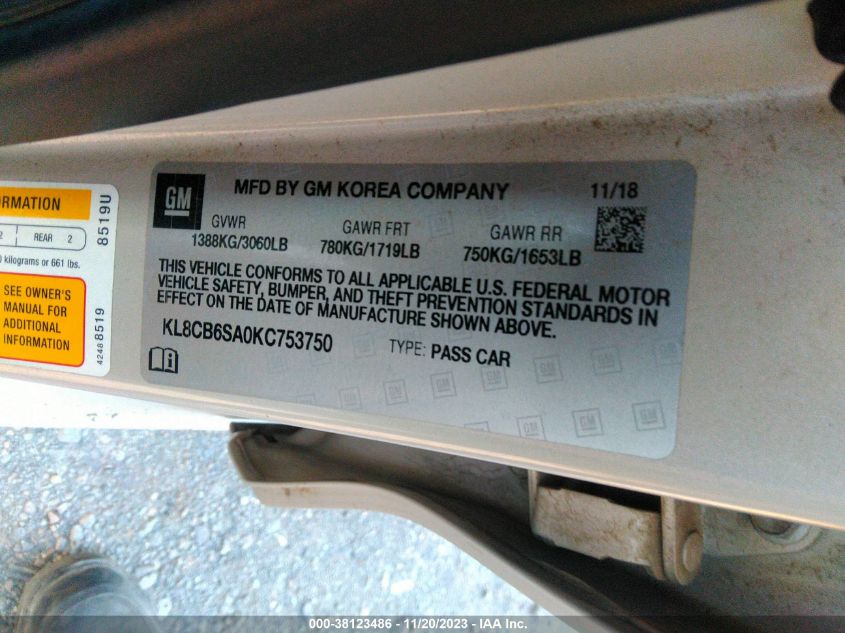 GM
MFD BY GM KOREA COMPANY 11/18
GVWR GAWR FRT GAWR RR
1388KG/3060LB 780KG/1719LB 750KG/1653LB
THIS VEHICLE CONFORMS TO ALL APPLICABLE U.S. FEDERAL MOTOR
VEHICLE SAFETY, BUMPER, AND THEFT PREVENTION STANDARDS IN
EFFECT ON THE DATE OF MANUFACTURE SHOWN ABOVE.
KL8CB6SA0KC753750 TYPE: PASS CAR
RMATION
2 REAR 2
kilograms or 661 lbs.
SEE OWNER'S
MANUAL FOR
ADDITIONAL
INFORMATION
8519U
42488519
000-38123486 - 11/20/2023 - IAA Inc.